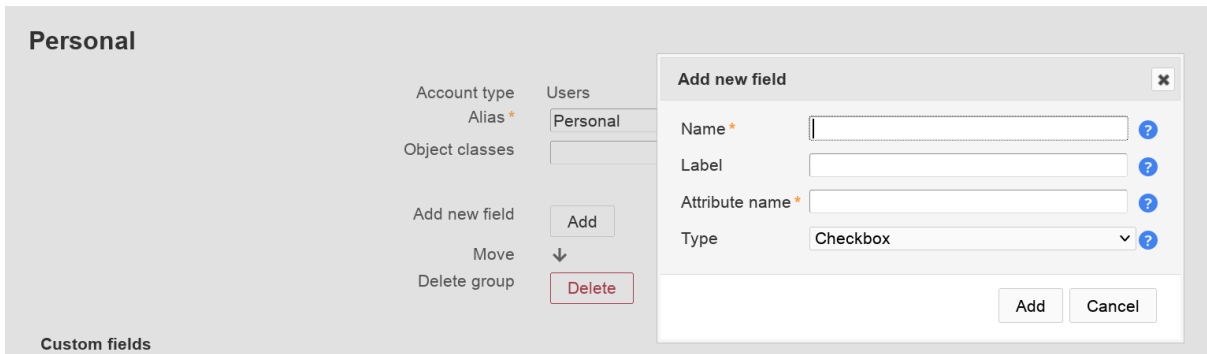 Personal
Account type Users
Alias * Personal
Object classes
Add new field Add
Move
Delete group Delete
Custom fields
Add new field
Name *
Label
Attribute name *
Type Checkbox
Add Cancel